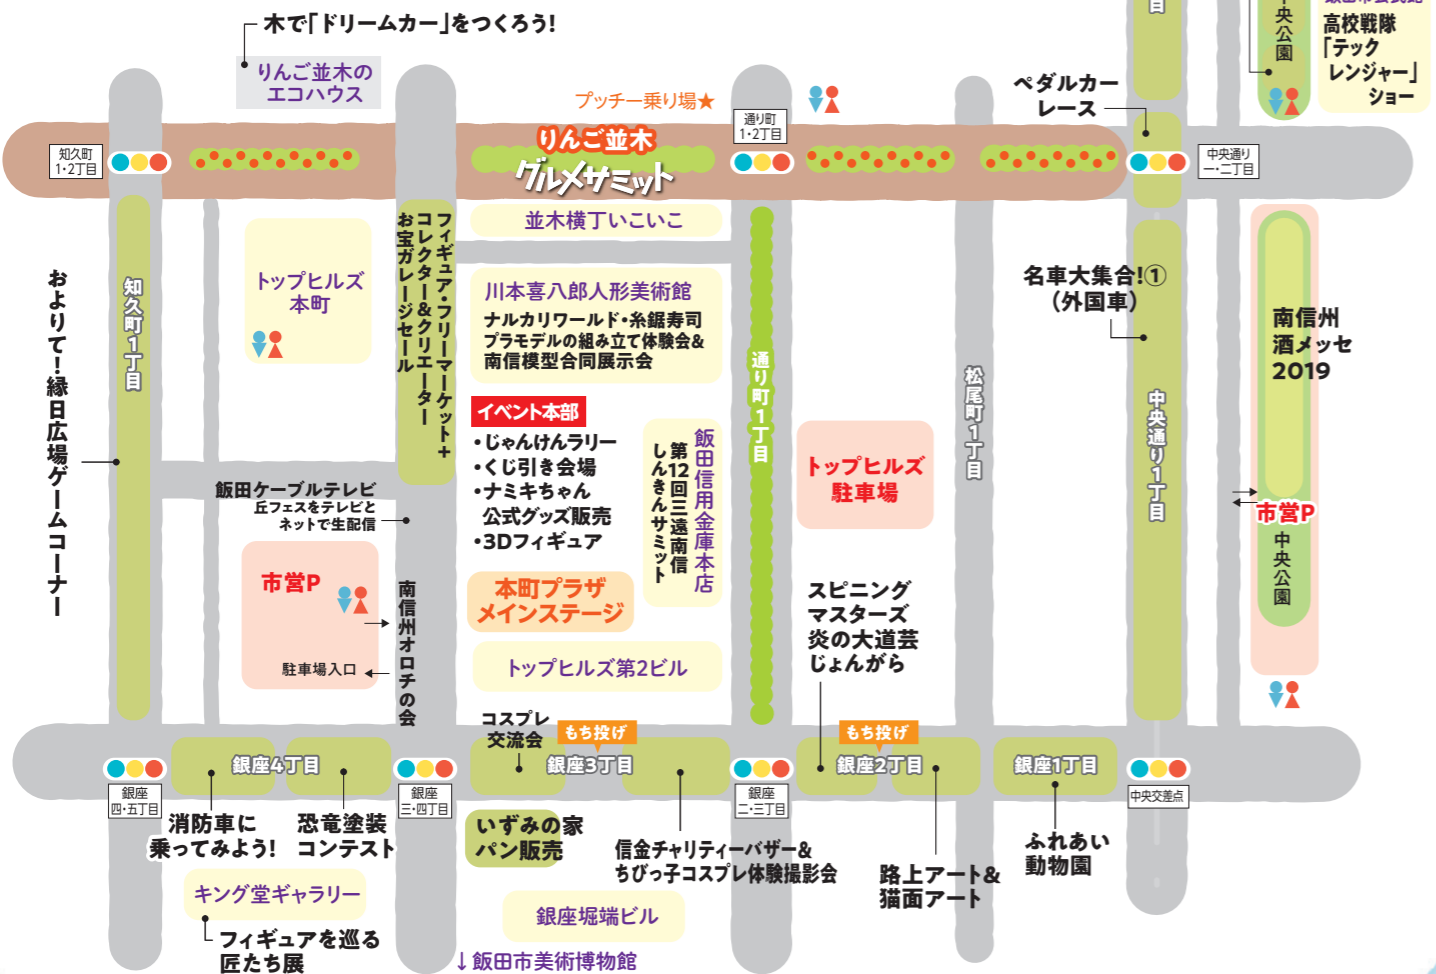 木で「ドリームカー」をつくろう!
りんご並木の
エコハウス
プッチー乗り場★
りんご並木
グルメサミット
知久町
1・2丁目
通り町
1・2丁目
ペダルカー
レース
中央通り
一・二丁目
目
中央公園
高校戦隊
「テック
レンジャー」
ショー
並木横丁いこいこ
トップヒルズ
本町
フィギュア・フリーマーケット+
コレクター&クリエーター
お宝ガレージセール
川本喜八郎人形美術館
ナルカリワールド・糸鋸寿司
プラモデルの組み立て体験会&
南信模型合同展示会
知久町1丁目
およりて!縁日広場ゲームコーナー
イベント本部
・じゃんけんラリー
・くじ引き会場
・ナミキちゃん
公式グッズ販売
・3Dフィギュア
飯田信用金庫本店
第12回三遠南信
しんきんサミット
通り町1丁目
トップヒルズ
駐車場
松尾町1丁目
名車大集合!①
(外国車)
中央通り1丁目
南信州
酒メッセ
2019
市営P
中央公園
飯田ケーブルテレビ
丘フェスをテレビと
ネットで生配信
市営P
駐車場入口
南信州オロチの会
本町プラザ
メインステージ
トップヒルズ第2ビル
スピニング
マスターズ
炎の大道芸
じょんがら
コスプレ
交流会
もち投げ
もち投げ
銀座4丁目
銀座3丁目
銀座2丁目
銀座1丁目
銀座
四・五丁目
銀座
三・四丁目
銀座
二・三丁目
中央交差点
消防車に
乗ってみよう!
恐竜塗装
コンテスト
いずみの家
パン販売
信金チャリティーバザー&
ちびっ子コスプレ体験撮影会
路上アート&
猫面アート
ふれあい
動物園
キング堂ギャラリー
フィギュアを巡る
匠たち展
銀座堀端ビル
↓飯田市美術博物館